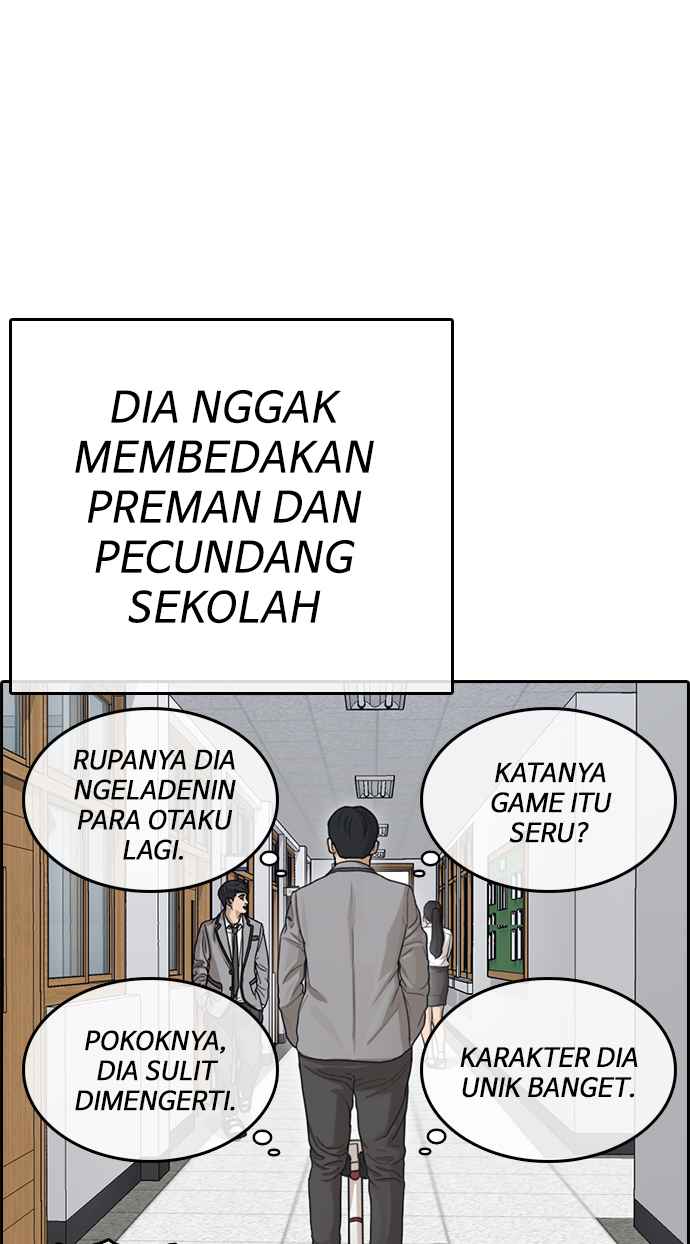 DIA NGGAK
MEMBEDAKAN
PREMAN DAN
PECUNDANG
SEKOLAH
RUPANYA DIA
NGELADENIN
PARA OTAKU
LAGI.
KATANYA
GAME ITU
SERU?
POKOKNYA,
DIA SULIT
DIMENGERTI.
KARAKTER DIA
UNIK BANGET.